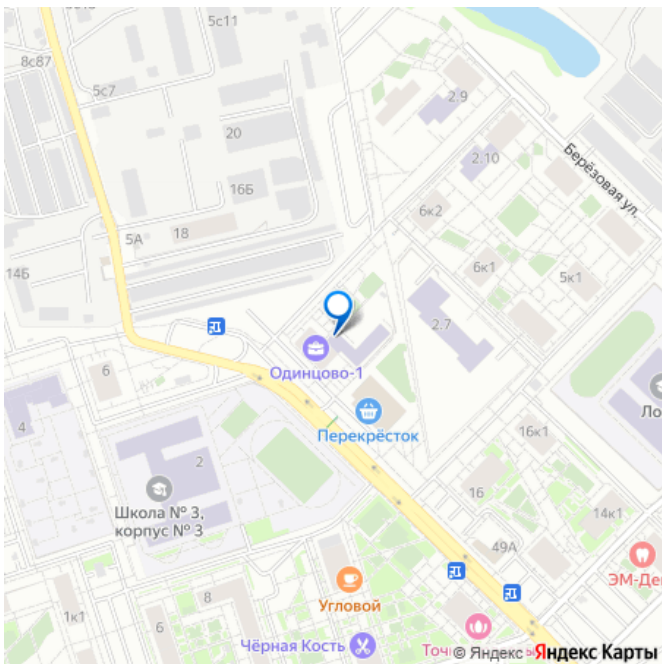 5с11
8с87
5с7
2.9
20
2.10
Берёзовая ул.
16Б
6к2
5А
18
6к1
14Б
5к1
2.7
Одинцово-1
6
Перекрёсток
4
2
16к1
Школа № 3,
корпус № 3
16
14к1
49А
ЭМ-Де
8
Угловой
1к1
6
Чёрная Кость
© Яндекс Яндекс Карты